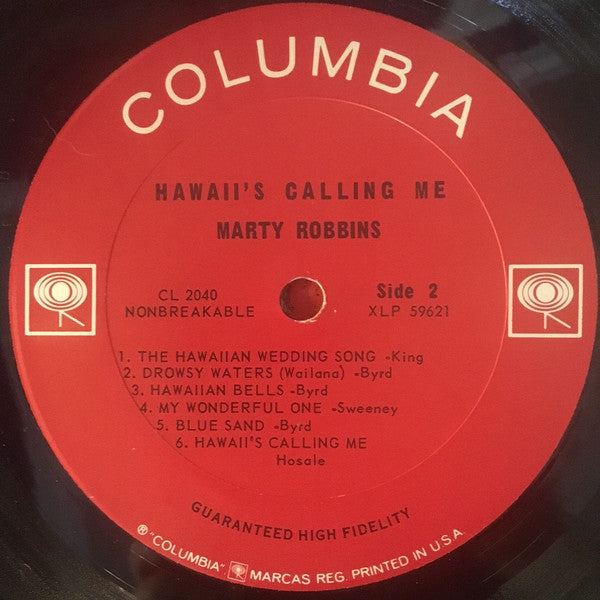 COLUMBIA
HAWAII'S CALLING ME
MARTY ROBBINS
CL 2040
NONBREAKABLE
Side 2
XLP 59621
1. THE HAWAIIAN WEDDING SONG -King
2. DROWSY WATERS (Wailana) -Byrd
3. HAWAIIAN BELLS -Byrd
4. MY WONDERFUL ONE -Sweeney
5. BLUE SAND -Byrd
6. HAWAII'S CALLING ME
Hosale
GUARANTEED HIGH FIDELITY
® "COLUMBIA" MARCAS REG. PRINTED IN U.S.A.